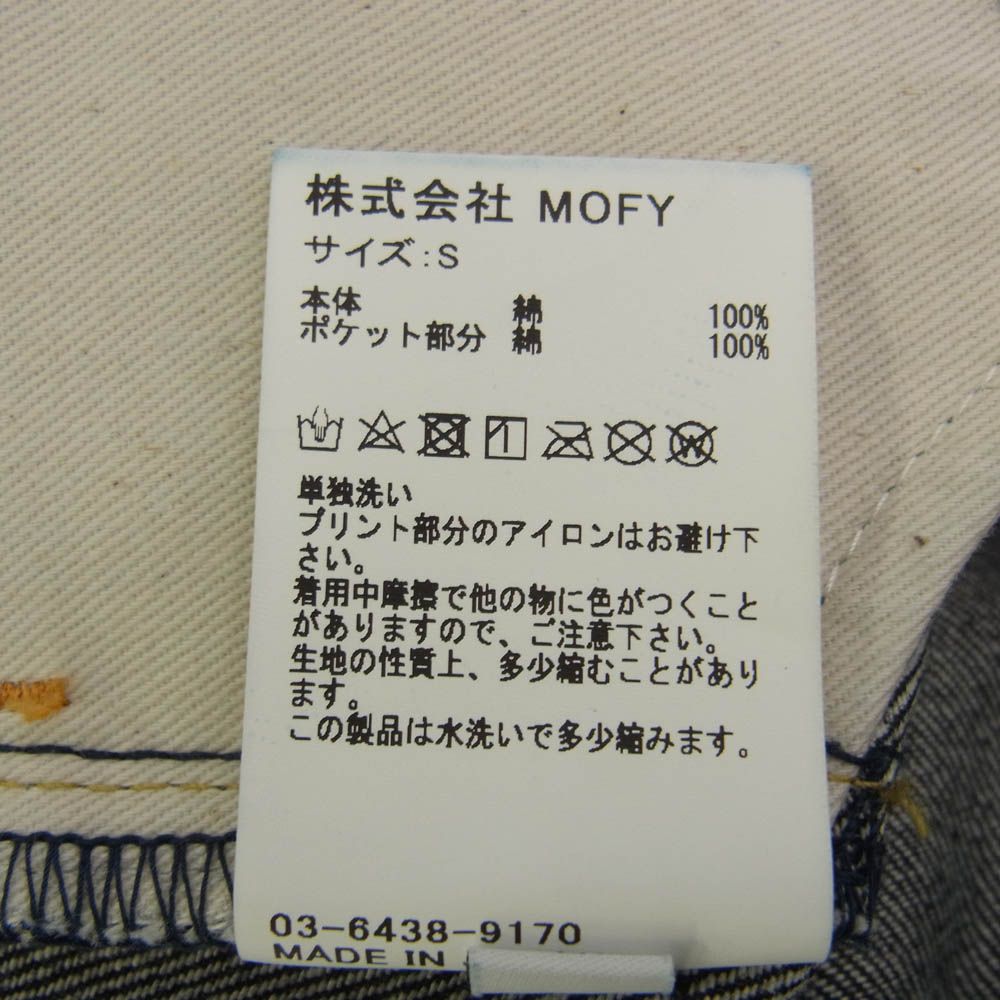 株式会社 MOFY
サイズ:S
本体 綿 100%
ポケット部分 綿 100%
単独洗い
プリント部分のアイロンはお避け下
さい。
着用中摩擦で他の物に色がつくこと
がありますので、ご注意下さい。
生地の性質上、多少縮むことがあり
ます。
この製品は水洗いで多少縮みます。
03-6438-9170
MADE IN